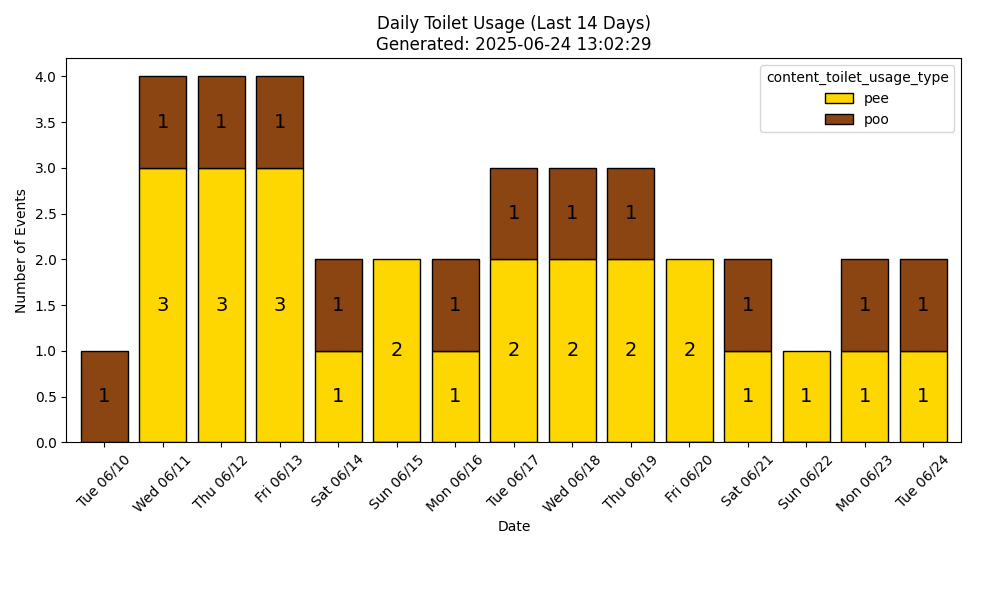 Daily Toilet Usage (Last 14 Days)
Generated: 2025-06-24 13:02:29
content_toilet_usage_type
pee
poo
Number of Events
4.0
3.5
3.0
2.5
2.0
1.5
1.0
0.5
0.0
1 1 1
1 1 1
3 3 3 1 1 1 1 1
2 2 2 2 2
1 1 1 1 1 1 1
Tue 06/10
Wed 06/11
Thu 06/12
Fri 06/13
Sat 06/14
Sun 06/15
Mon 06/16
Tue 06/17
Wed 06/18
Thu 06/19
Fri 06/20
Sat 06/21
Sun 06/22
Mon 06/23
Tue 06/24
Date